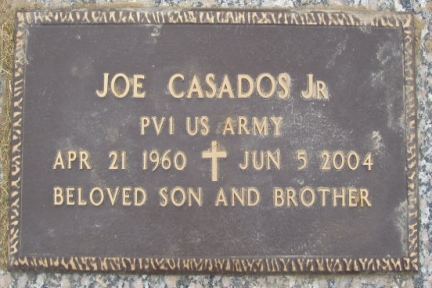 JOE CASADOS JR
PV1 US ARMY
APR 21 1960 JUN 5 2004
BELOVED SON AND BROTHER